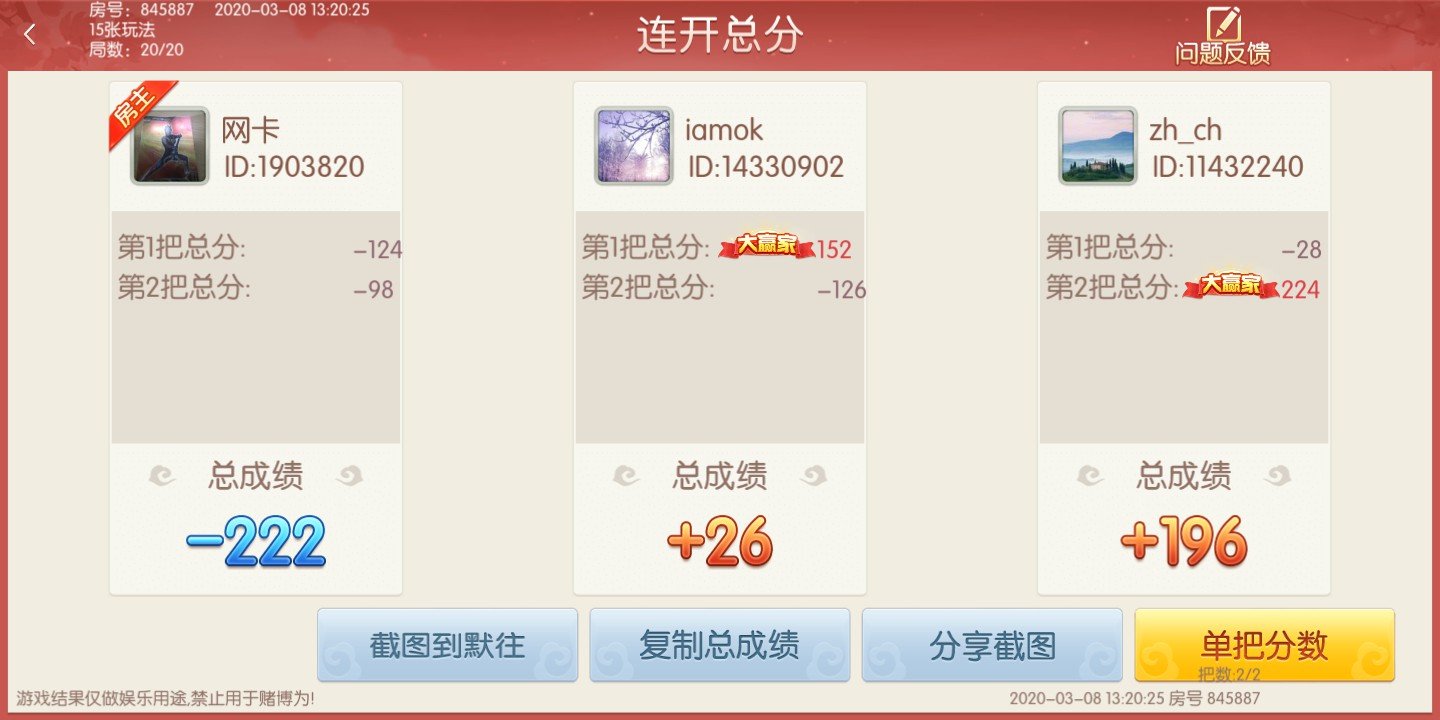 房号：845887 2020-03-08 13:20:25
15张玩法
局数：20/20
连开总分
问题反馈
房主
网卡
ID:1903820
第1把总分: -124
第2把总分: -98
总成绩
-222
iamok
ID:14330902
第1把总分: 大赢家 152
第2把总分: -126
总成绩
+26
zh_ch
ID:11432240
第1把总分: -28
第2把总分: 大赢家 224
总成绩
+196
截图到默往
复制总成绩
分享截图
单把分数
把数:2/2
游戏结果仅做娱乐用途,禁止用于赌博为!
2020-03-08 13:20:25 房号 845887